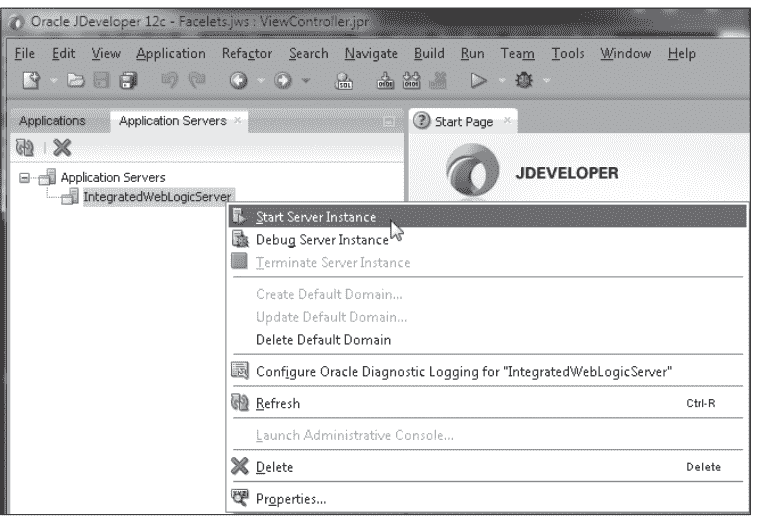 Oracle JDeveloper 12c - Facelets.jws : ViewController.jpr
File Edit View Application Refactor Search Navigate Build Run Team Tools Window Help
Applications Application Servers Start Page
JDEVELOPER
Application Servers
IntegratedWebLogicServer
Start Server Instance
Debug Server Instance
Terminate Server Instance
Create Default Domain...
Update Default Domain...
Delete Default Domain
Configure Oracle Diagnostic Logging for "IntegratedWebLogicServer"
Refresh Ctrl-R
Launch Administrative Console...
Delete Delete
Properties...